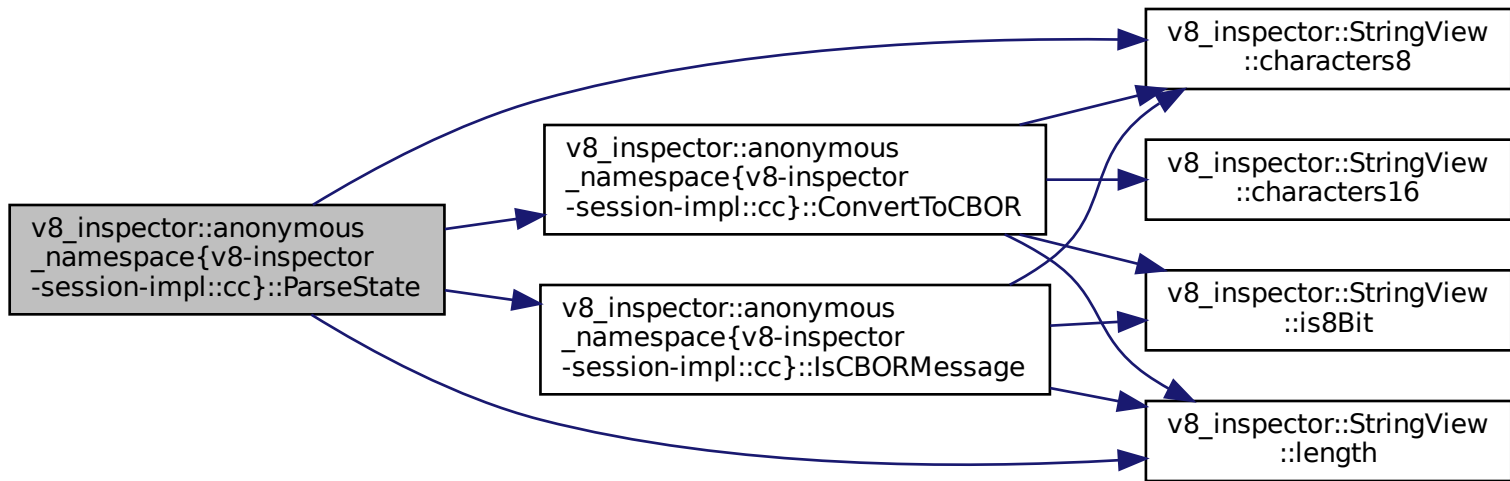 v8_inspector::anonymous
_namespace{v8-inspector
-session-impl::cc}::ParseState
v8_inspector::anonymous
_namespace{v8-inspector
-session-impl::cc}::ConvertToCBOR
v8_inspector::anonymous
_namespace{v8-inspector
-session-impl::cc}::IsCBORMessage
v8_inspector::StringView
::characters8
v8_inspector::StringView
::characters16
v8_inspector::StringView
::is8Bit
v8_inspector::StringView
::length